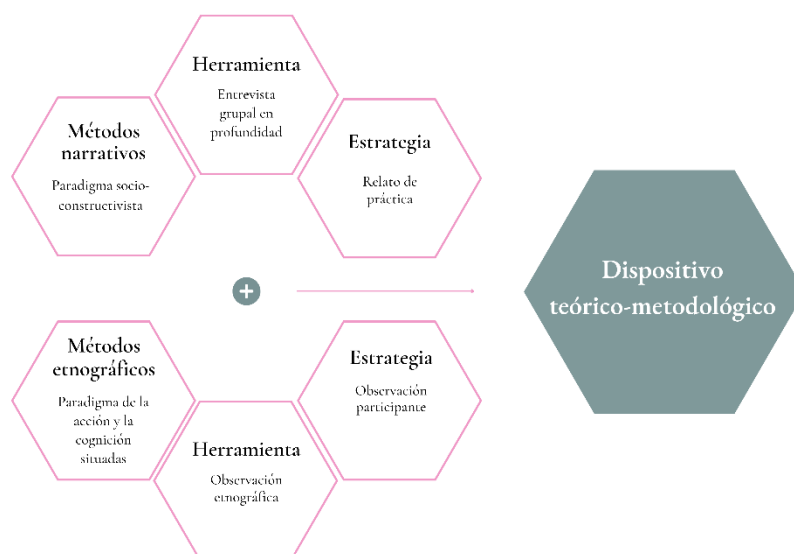 Herramienta
Entrevista
grupal en
profundidad
Métodos
narrativos
Paradigma socio-
constructivista
Estrategia
Relato de
práctica
+
Dispositivo
teórico-metodológico
Métodos
etnográficos
Paradigma de la
acción y la
cognición
situadas
Herramienta
Observación
etnográfica
Estrategia
Observación
participante